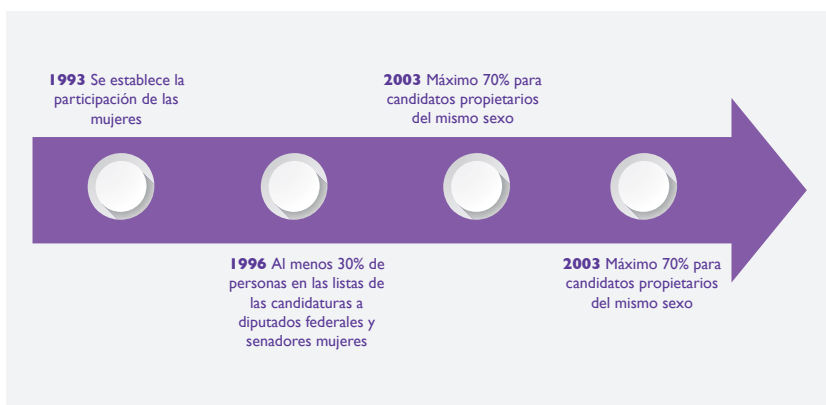 1993 Se establece la
participación de las
mujeres
1996 Al menos 30% de
personas en las listas de
las candidaturas a
diputados federales y
senadores mujeres
2003 Máximo 70% para
candidatos propietarios
del mismo sexo
2003 Máximo 70% para
candidatos propietarios
del mismo sexo